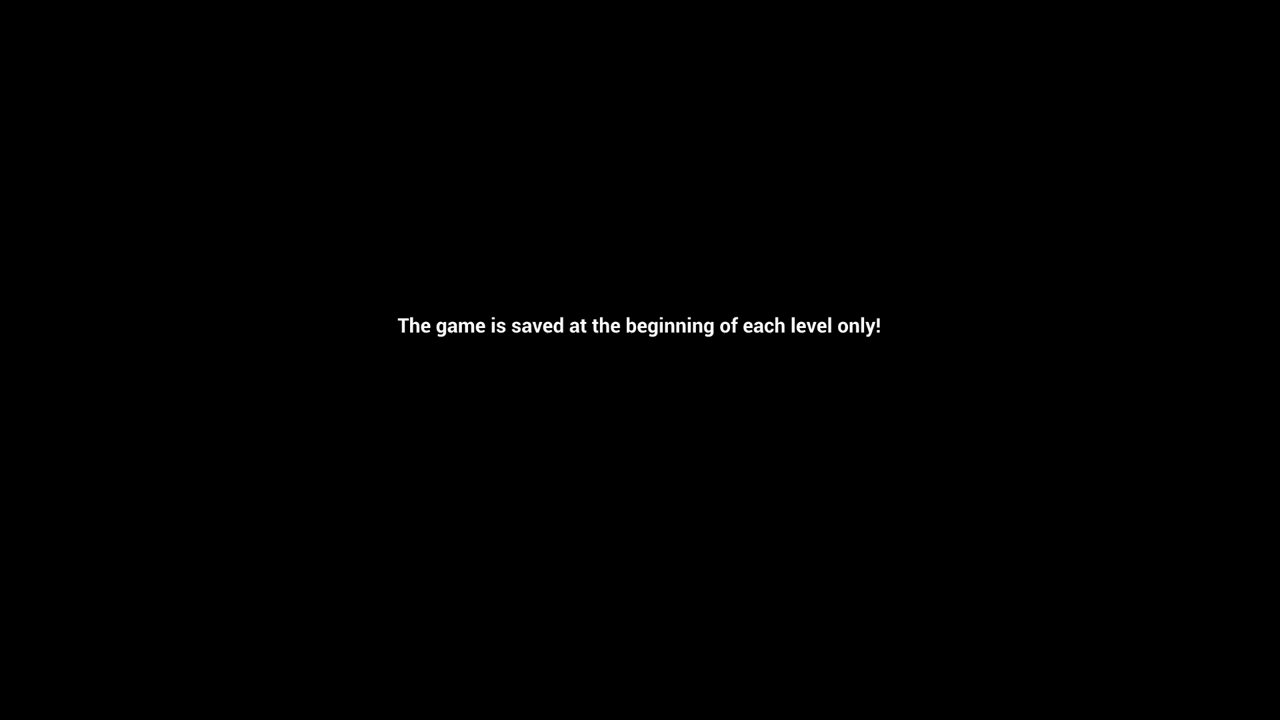 The game is saved at the beginning of each level only!